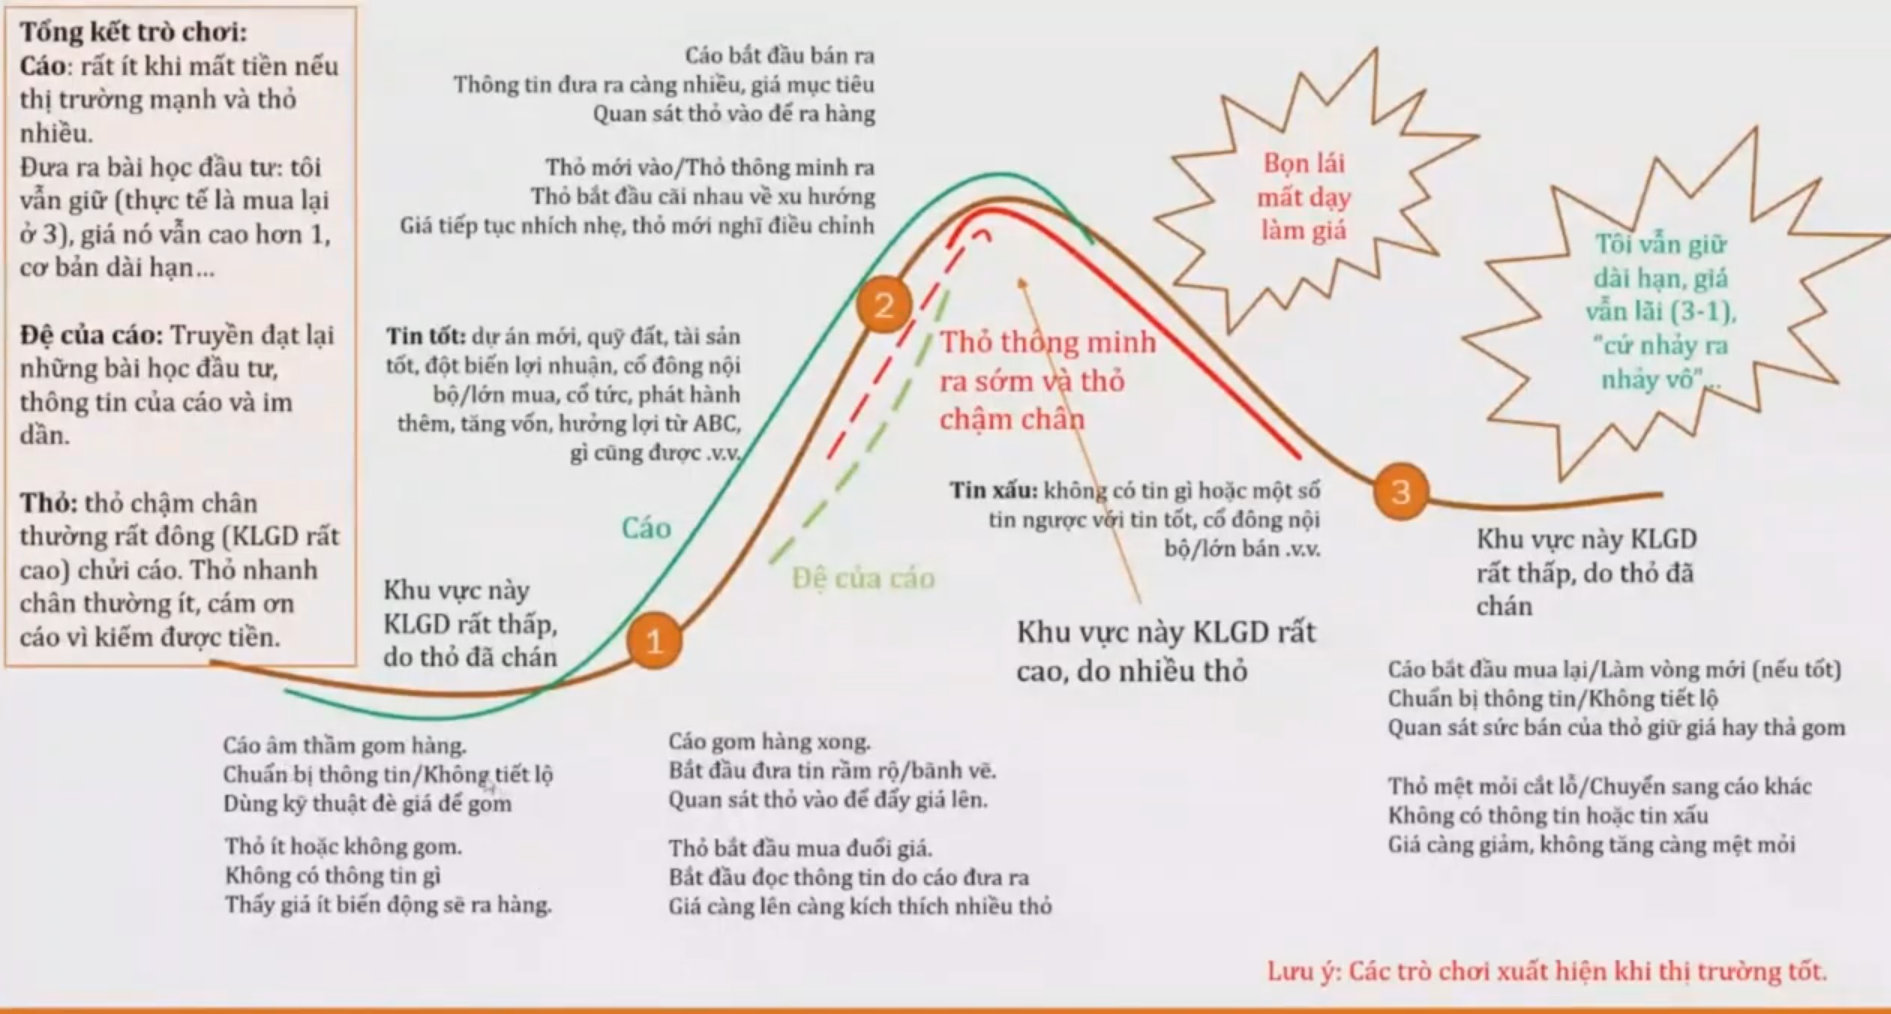 Tổng kết trò chơi:
Cáo: rất ít khi mất tiền nếu
thị trường mạnh và thỏ
nhiều.
Đưa ra bài học đầu tư: tôi
vẫn giữ (thực tế là mua lại
ở 3), giá nó vẫn cao hơn 1,
cơ bản dài hạn...
Đệ của cáo: Truyền đạt lại
những bài học đầu tư,
thông tin của cáo và im
dần.
Thỏ: thỏ chậm chân
thường rất đông (KLGD rất
cao) chửi cáo. Thỏ nhanh
chân thường ít, cám ơn
cáo vì kiếm được tiền.
Cáo bắt đầu bán ra
Thông tin đưa ra càng nhiều, giá mục tiêu
Quan sát thỏ vào để ra hàng
Thỏ mới vào/Thỏ thông minh ra
Thỏ bắt đầu cãi nhau về xu hướng
Giá tiếp tục nhích nhẹ, thỏ mới nghĩ điều chỉnh
Tin tốt: dự án mới, quỹ đất, tài sản
tốt, đột biến lợi nhuận, cổ đông nội
bộ/lớn mua, cổ tức, phát hành
thêm, tăng vốn, hưởng lợi từ ABC,
gì cũng được .v.v.
Cáo
Khu vực này
KLGD rất thấp,
do thỏ đã chán
1
2
Thỏ thông minh
ra sớm và thỏ
chậm chân
Đệ của cáo
Bọn lái
mất dạy
làm giá
Tôi vẫn giữ
dài hạn, giá
vẫn lãi (3-1),
"cứ nhảy ra
nhảy vô"...
Tin xấu: không có tin gì hoặc một số
tin ngược với tin tốt, cổ đông nội
bộ/lớn bán .v.v.
3
Khu vực này KLGD rất
cao, do nhiều thỏ
Khu vực này KLGD
rất thấp, do thỏ đã
chán
Cáo âm thầm gom hàng.
Chuẩn bị thông tin/Không tiết lộ
Dùng kỹ thuật đè giá để gom
Thỏ ít hoặc không gom.
Không có thông tin gì
Thấy giá ít biến động sẽ ra hàng.
Cáo gom hàng xong.
Bắt đầu đưa tin rầm rộ/bãnh vẽ.
Quan sát thỏ vào để đẩy giá lên.
Thỏ bắt đầu mua đuổi giá.
Bắt đầu đọc thông tin do cáo đưa ra
Giá càng lên càng kích thích nhiều thỏ
Cáo bắt đầu mua lại/Làm vòng mới (nếu tốt)
Chuẩn bị thông tin/Không tiết lộ
Quan sát sức bán của thỏ giữ giá hay thả gom
Thỏ mệt mỏi cắt lỗ/Chuyển sang cáo khác
Không có thông tin hoặc tin xấu
Giá càng giảm, không tăng càng mệt mỏi
Lưu ý: Các trò chơi xuất hiện khi thị trường tốt.